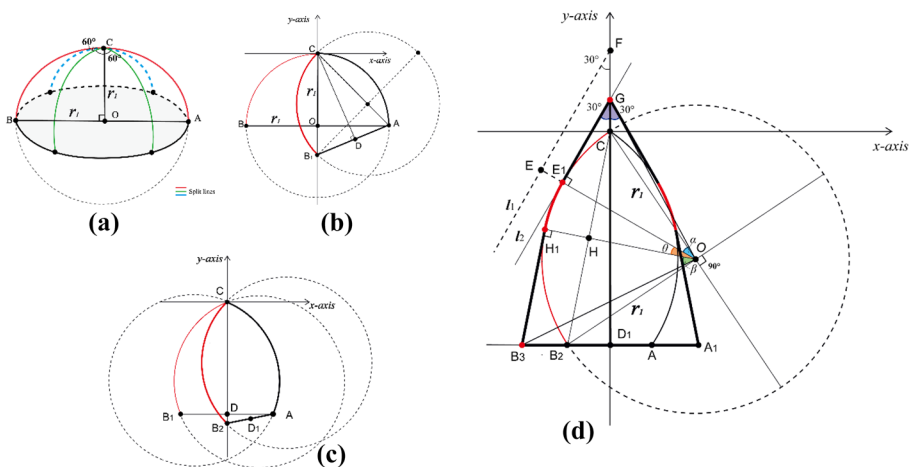 60°
C
60°
r₁
r₁
B
O
A
Split lines
(a)
y-axis
C
x-axis
r₁
B
r₁
O
A
D
B₁
(b)
y-axis
C
x-axis
B₁
D
A
B₂
D₁
(c)
y-axis
F
30°
G
30°
30°
C
x-axis
E
E1
r₁
l₁
l₂
H1
H
θ
α
O
β
90°
r₁
B3
B2
D1
A
A1
(d)